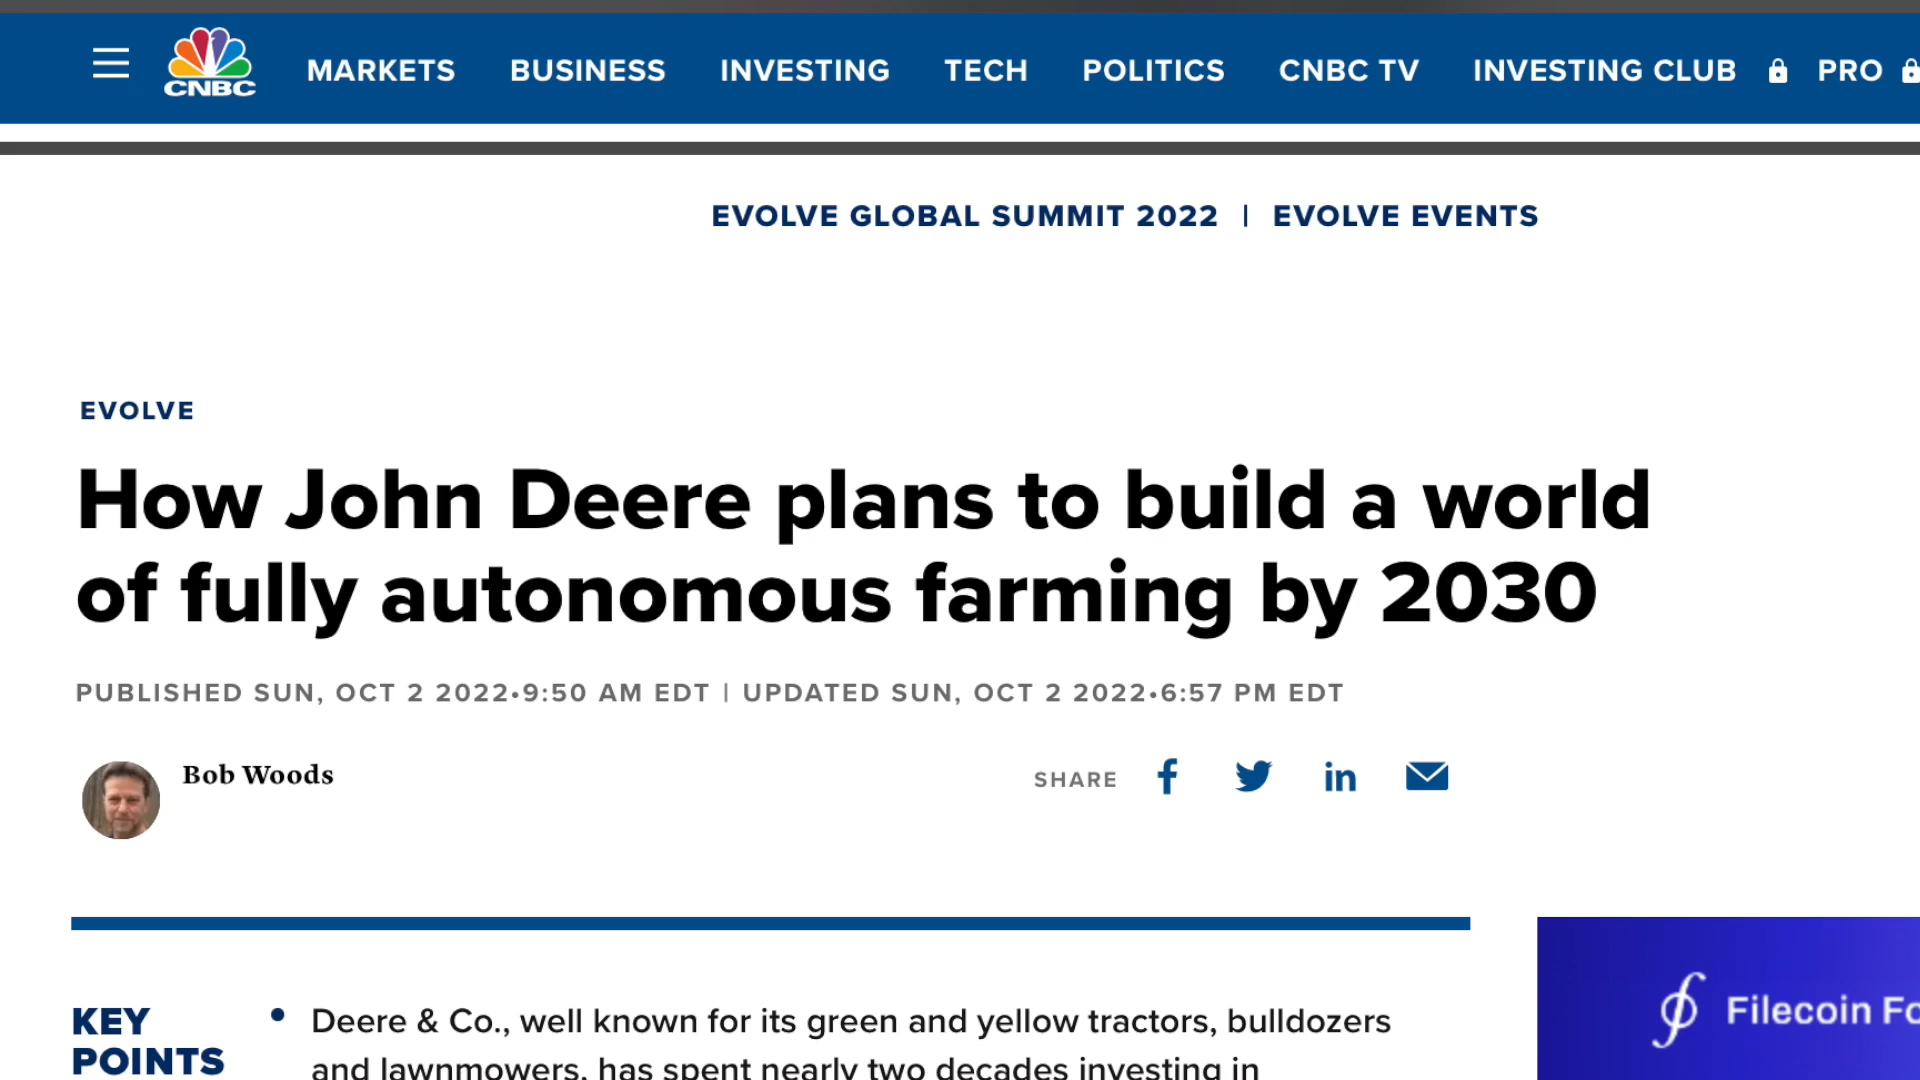 CNBC
MARKETS BUSINESS INVESTING TECH POLITICS CNBC TV INVESTING CLUB PRO
EVOLVE GLOBAL SUMMIT 2022 | EVOLVE EVENTS
EVOLVE
How John Deere plans to build a world
of fully autonomous farming by 2030
PUBLISHED SUN, OCT 2 2022•9:50 AM EDT | UPDATED SUN, OCT 2 2022•6:57 PM EDT
Bob Woods
SHARE
KEY
POINTS
• Deere & Co., well known for its green and yellow tractors, bulldozers
and lawnmowers, has spent nearly two decades investing in
Filecoin